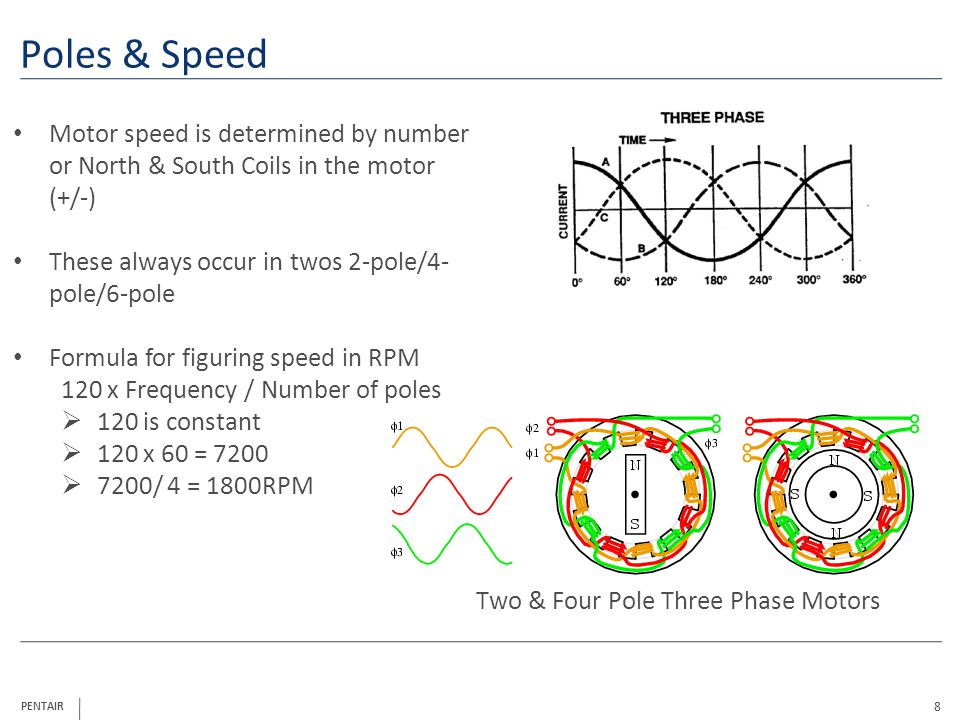 Poles & Speed
• Motor speed is determined by number
or North & South Coils in the motor
(+/-)
• These always occur in twos 2-pole/4-
pole/6-pole
• Formula for figuring speed in RPM
120 x Frequency / Number of poles
➢ 120 is constant
➢ 120 x 60 = 7200
➢ 7200/ 4 = 1800RPM
THREE PHASE
TIME
A
C
B
CURRENT
0° 60° 120° 180° 240° 300° 360°
ϕ1
ϕ2
ϕ3
ϕ2
ϕ1
ϕ3
N
S
N
S S
N
Two & Four Pole Three Phase Motors
PENTAIR
8